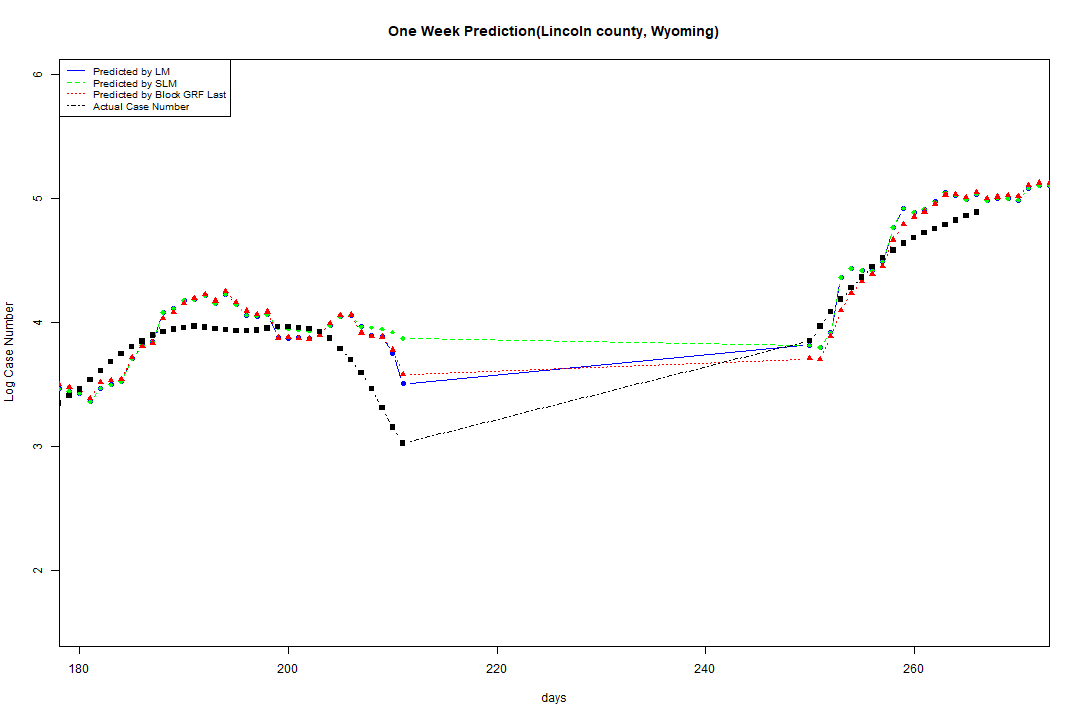 One Week Prediction(Lincoln county, Wyoming)
Predicted by LM
Predicted by SLM
Predicted by Block GRF Last
Actual Case Number
6
5
4
3
2
Log Case Number
180 200 220 240 260
days